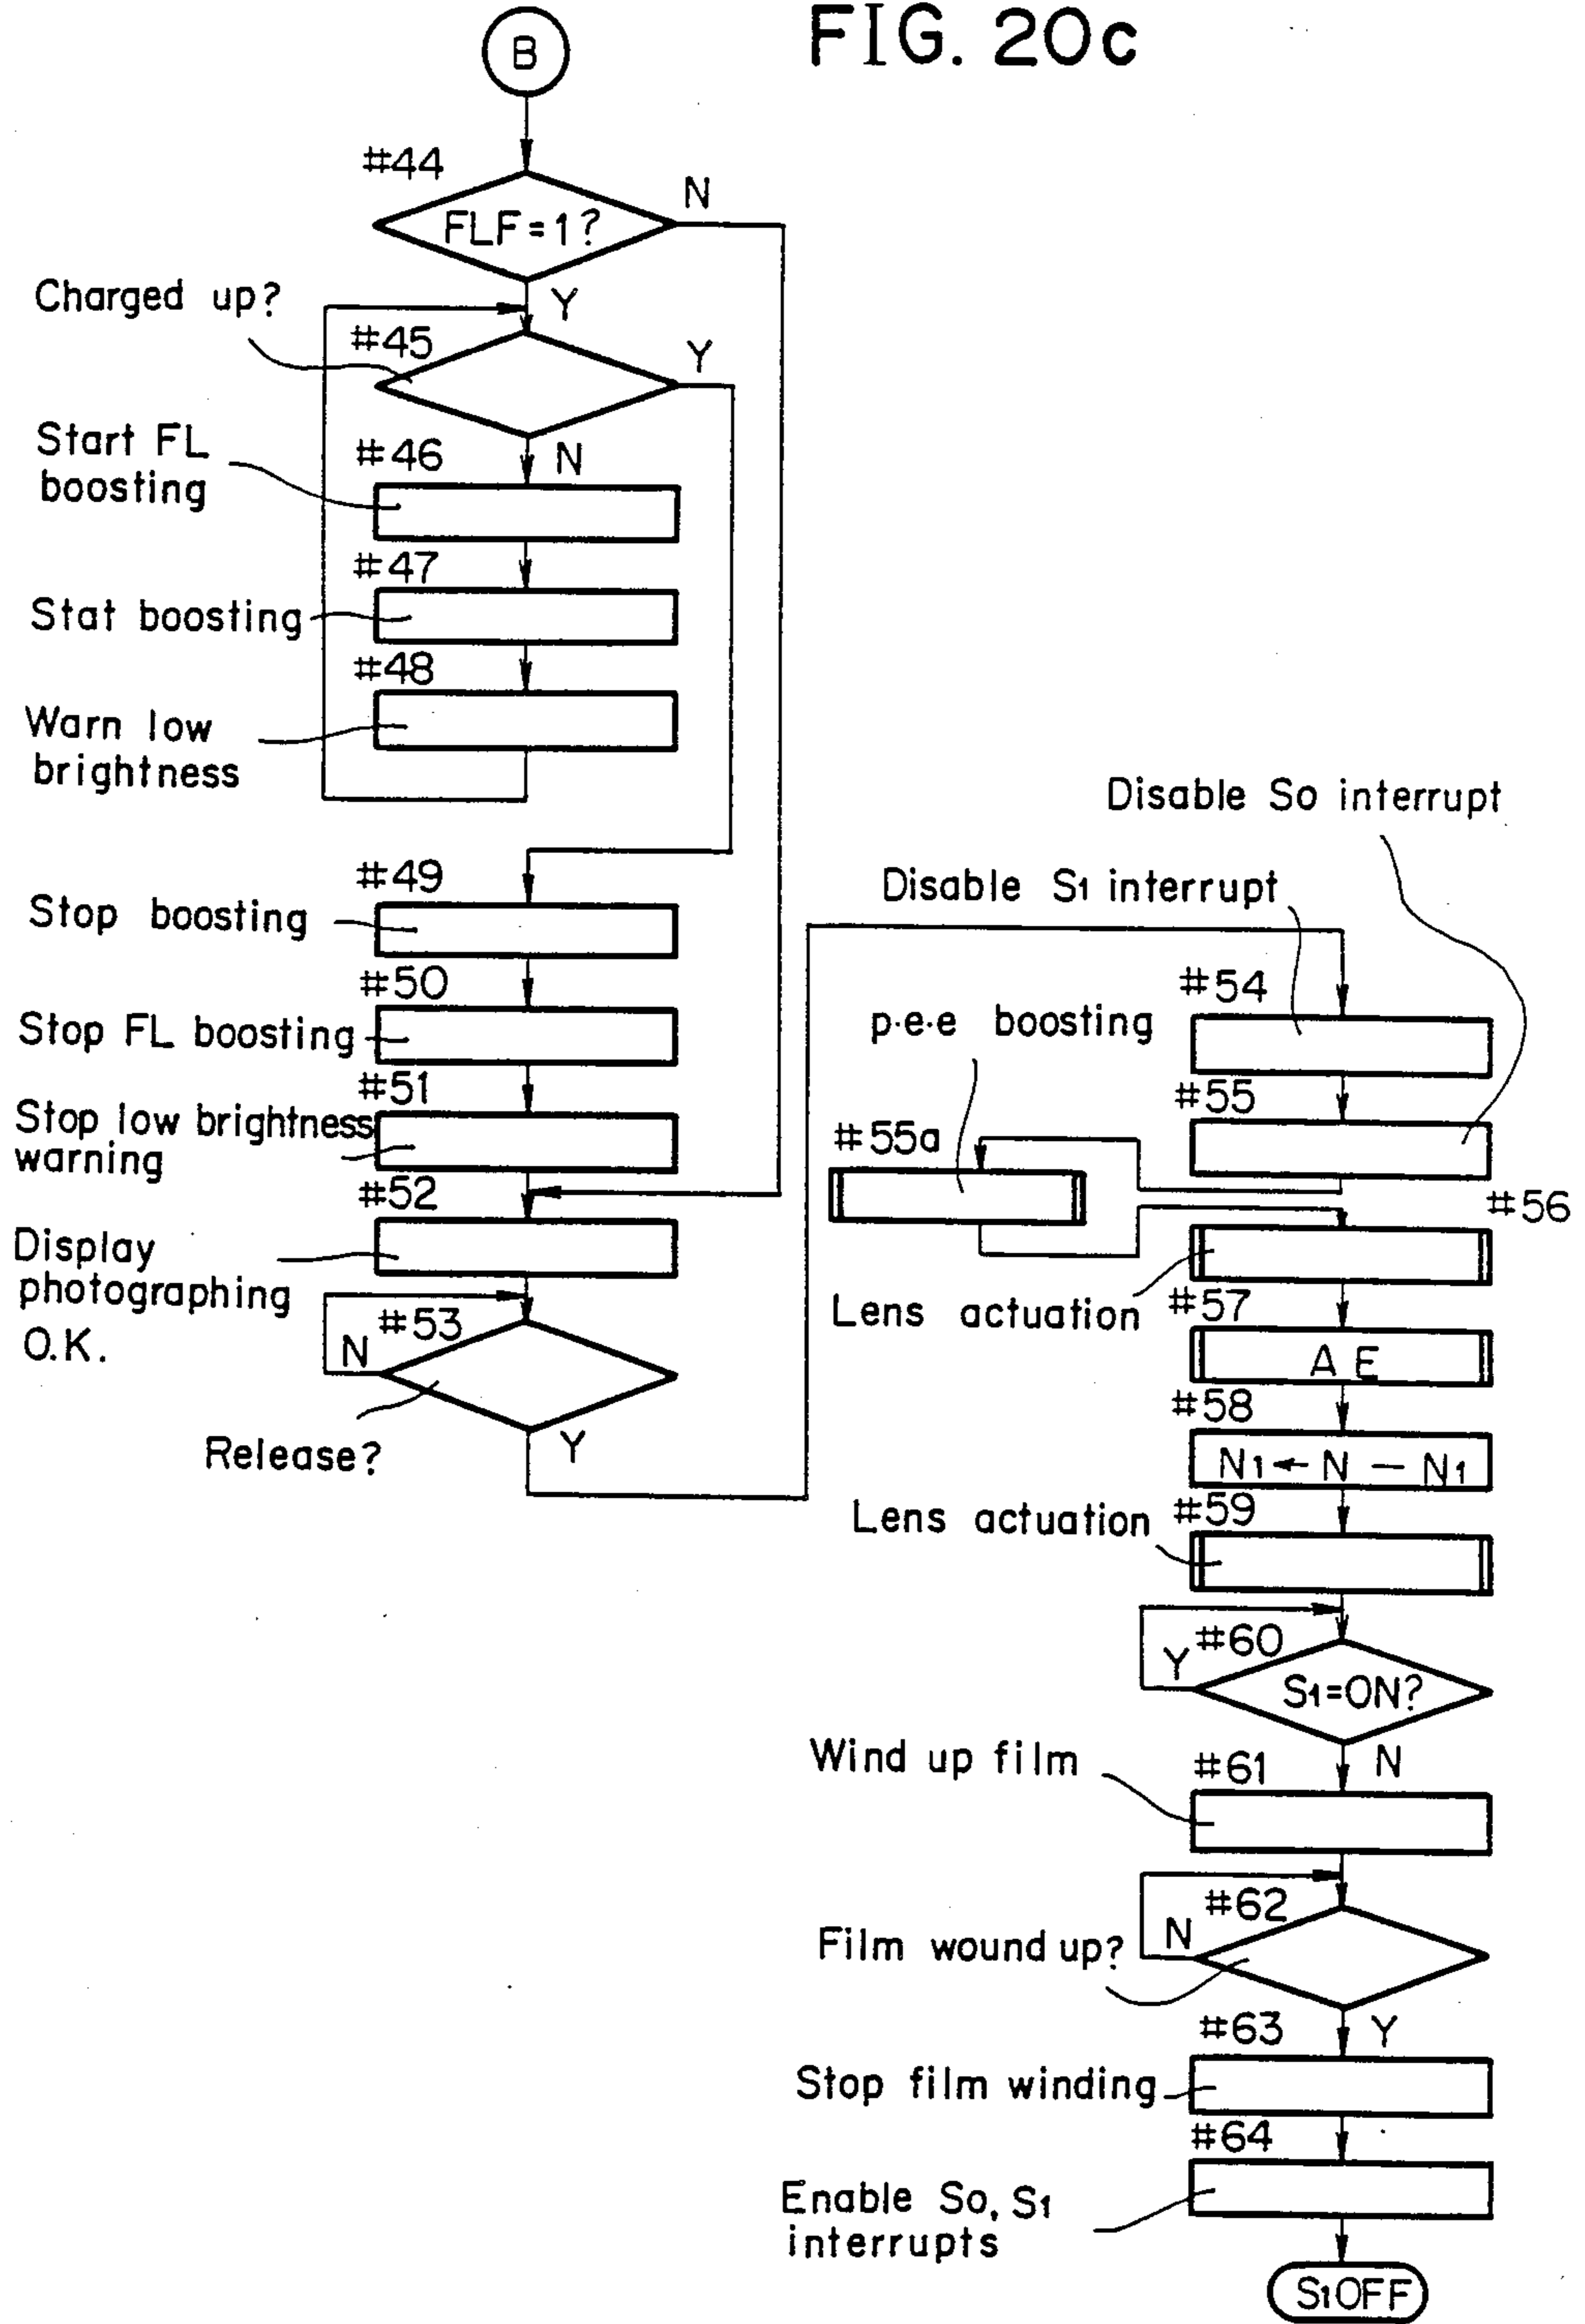 FIG. 20c
B
#44
FLF=1?
N
Y
Charged up?
#45
Y
N
Start FL
boosting
#46
#47
Stat boosting
#48
Warn low
brightness
#49
Stop boosting
#50
Stop FL boosting
#51
Stop low brightness
warning
#52
Display
photographing
O.K.
#53
N
Release?
Y
Disable So interrupt
Disable S1 interrupt
#54
p·e·e boosting
#55
#55a
#56
Lens actuation
#57
A E
#58
N1 ← N − N1
#59
Lens actuation
#60
Y
S1=ON?
N
Wind up film
#61
#62
N
Film wound up?
Y
#63
Stop film winding
#64
Enable So, S1
interrupts
S1OFF